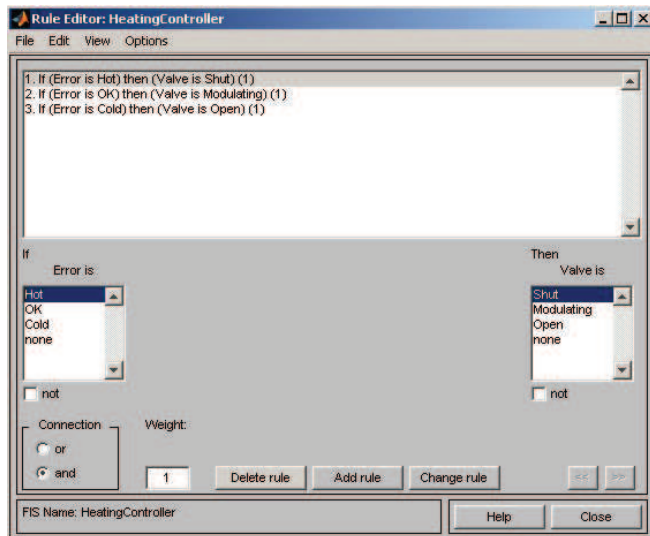 Rule Editor: HeatingController
File Edit View Options
1. If (Error is Hot) then (Valve is Shut) (1)
2. If (Error is OK) then (Valve is Modulating) (1)
3. If (Error is Cold) then (Valve is Open) (1)
If
Then
Error is
Valve is
Hot
OK
Cold
none
Shut
Modulating
Open
none
not
not
Connection
or
and
Weight:
1
Delete rule
Add rule
Change rule
<<
>>
FIS Name: HeatingController
Help
Close